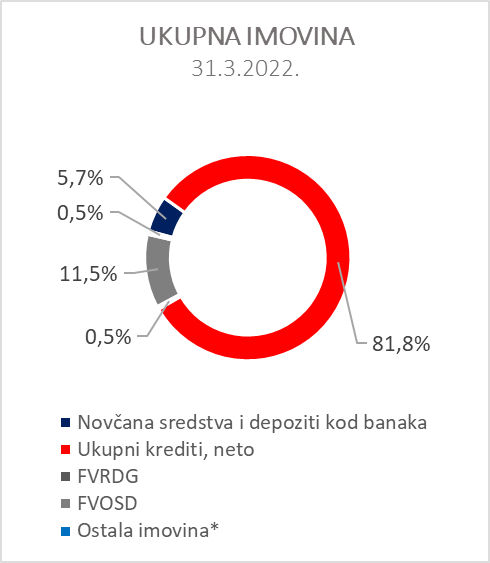 UKUPNA IMOVINA
31.3.2022.
5,7%
0,5%
11,5%
0,5%
81,8%
Novčana sredstva i depoziti kod banaka
Ukupni krediti, neto
FVRDG
FVOSD
Ostala imovina*